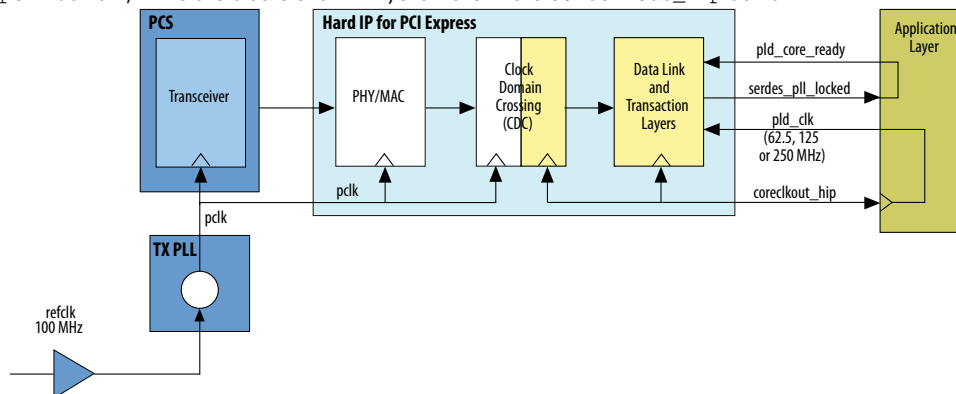 PCS
Hard IP for PCI Express
Application
Layer
Transceiver
PHY/MAC
Clock
Domain
Crossing
(CDC)
Data Link
and
Transaction
Layers
pld_core_ready
serdes_pll_locked
pld_clk
(62.5, 125
or 250 MHz)
coreclkout_hip
pclk
pclk
TX PLL
refclk
100 MHz